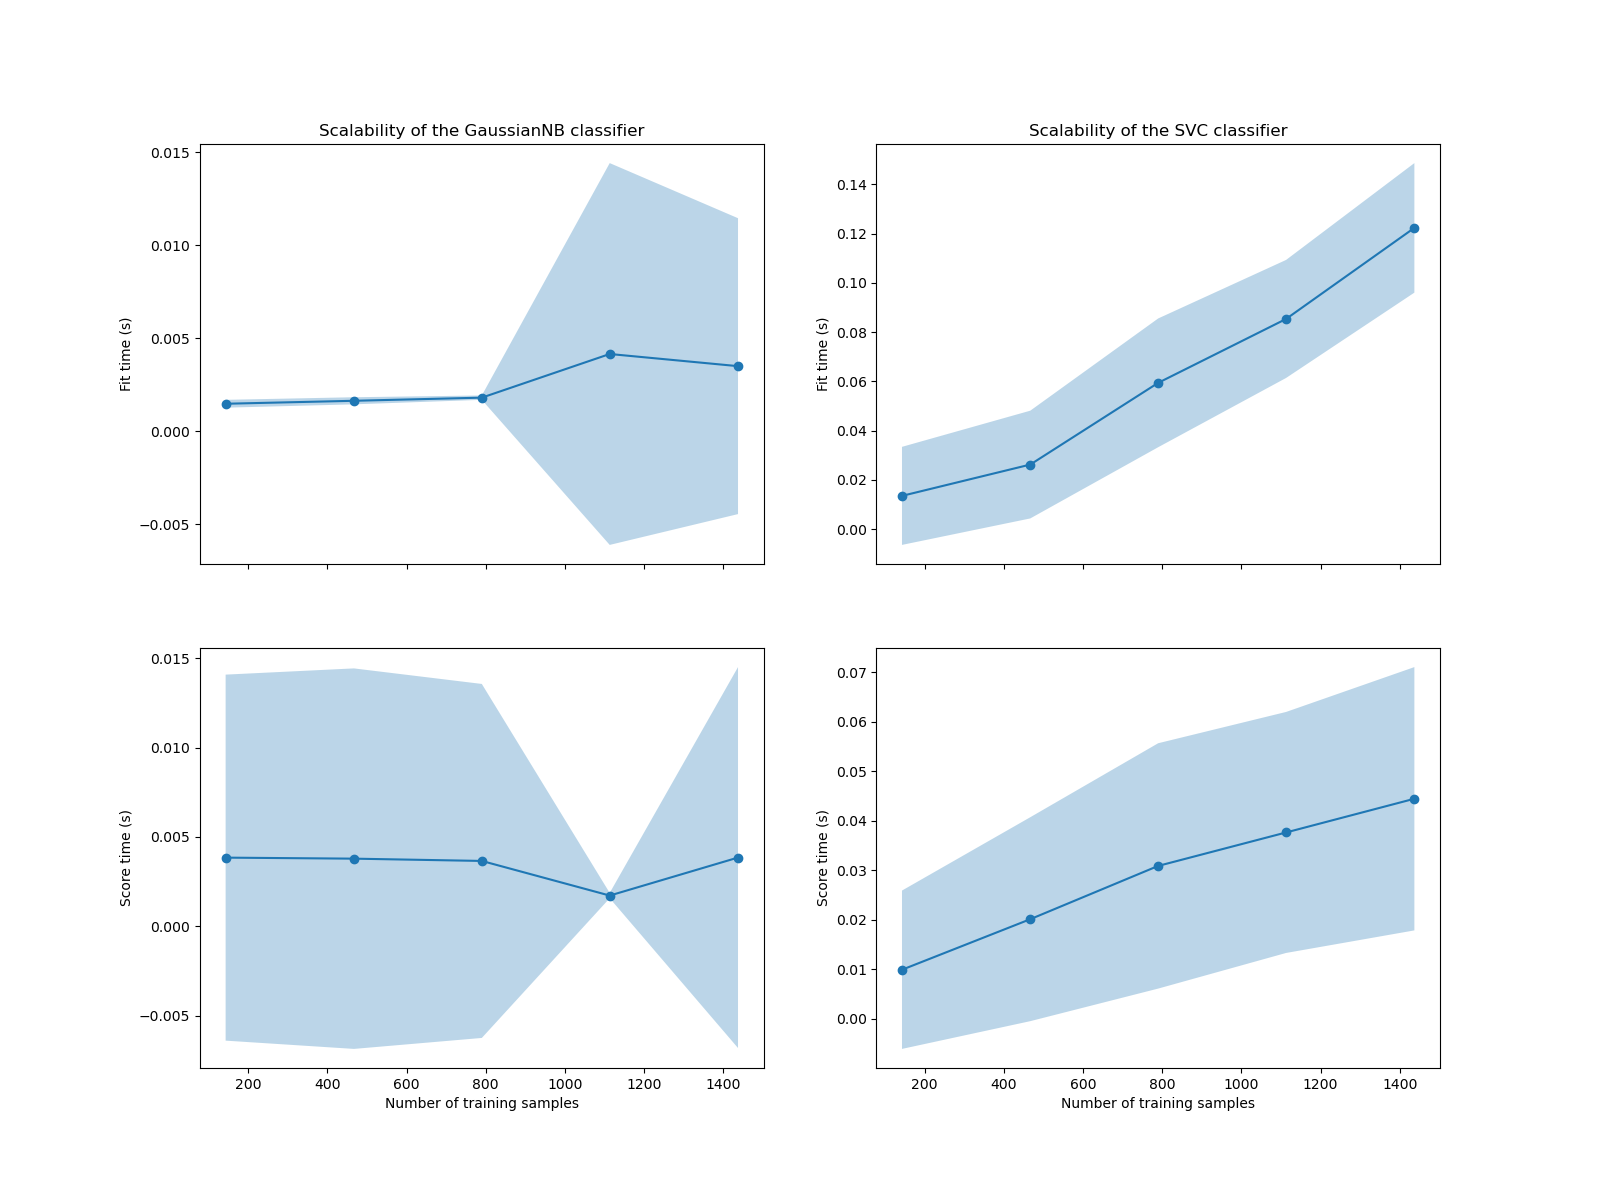 Scalability of the GaussianNB classifier
0.015
0.010
0.005
0.000
−0.005
Fit time (s)
Scalability of the SVC classifier
0.14
0.12
0.10
0.08
0.06
0.04
0.02
0.00
Fit time (s)
0.015
0.010
0.005
0.000
−0.005
Score time (s)
200 400 600 800 1000 1200 1400
Number of training samples
0.07
0.06
0.05
0.04
0.03
0.02
0.01
0.00
Score time (s)
200 400 600 800 1000 1200 1400
Number of training samples